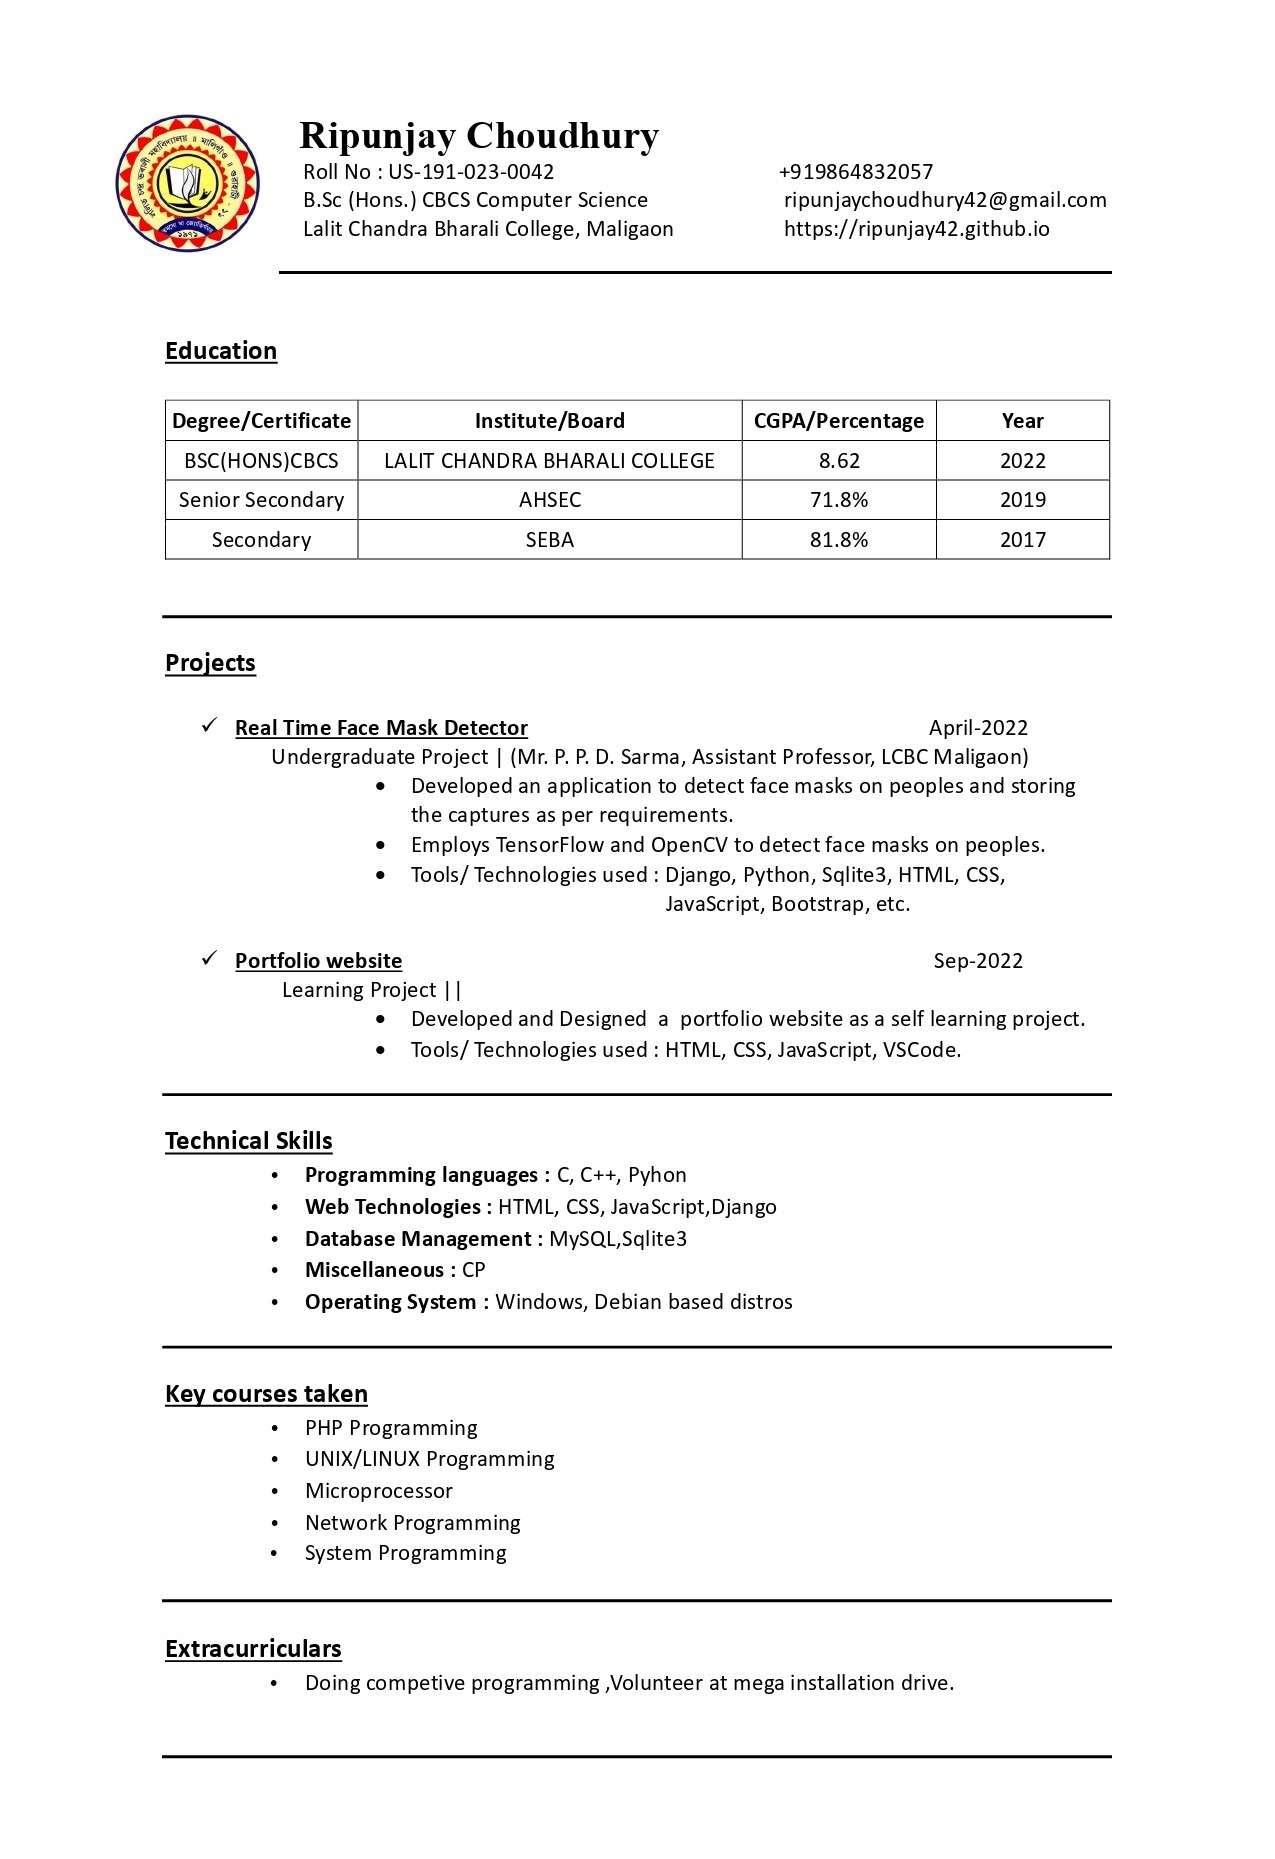 ললিত চন্দ্ৰ ভৰালী মহাবিদ্যালয় ॥ মালিগাঁও ॥ গুৱাহাটী - ১১
১৯৭১
Ripunjay Choudhury
Roll No : US-191-023-0042 +919864832057
B.Sc (Hons.) CBCS Computer Science ripunjaychoudhury42@gmail.com
Lalit Chandra Bharali College, Maligaon https://ripunjay42.github.io
Education
Degree/Certificate Institute/Board CGPA/Percentage Year
BSC(HONS)CBCS LALIT CHANDRA BHARALI COLLEGE 8.62 2022
Senior Secondary AHSEC 71.8% 2019
Secondary SEBA 81.8% 2017
Projects
✓ Real Time Face Mask Detector April-2022
Undergraduate Project | (Mr. P. P. D. Sarma, Assistant Professor, LCBC Maligaon)
• Developed an application to detect face masks on peoples and storing
the captures as per requirements.
• Employs TensorFlow and OpenCV to detect face masks on peoples.
• Tools/ Technologies used : Django, Python, Sqlite3, HTML, CSS,
JavaScript, Bootstrap, etc.
✓ Portfolio website Sep-2022
Learning Project ||
• Developed and Designed a portfolio website as a self learning project.
• Tools/ Technologies used : HTML, CSS, JavaScript, VSCode.
Technical Skills
• Programming languages : C, C++, Pyhon
• Web Technologies : HTML, CSS, JavaScript,Django
• Database Management : MySQL,Sqlite3
• Miscellaneous : CP
• Operating System : Windows, Debian based distros
Key courses taken
• PHP Programming
• UNIX/LINUX Programming
• Microprocessor
• Network Programming
• System Programming
Extracurriculars
• Doing competive programming ,Volunteer at mega installation drive.